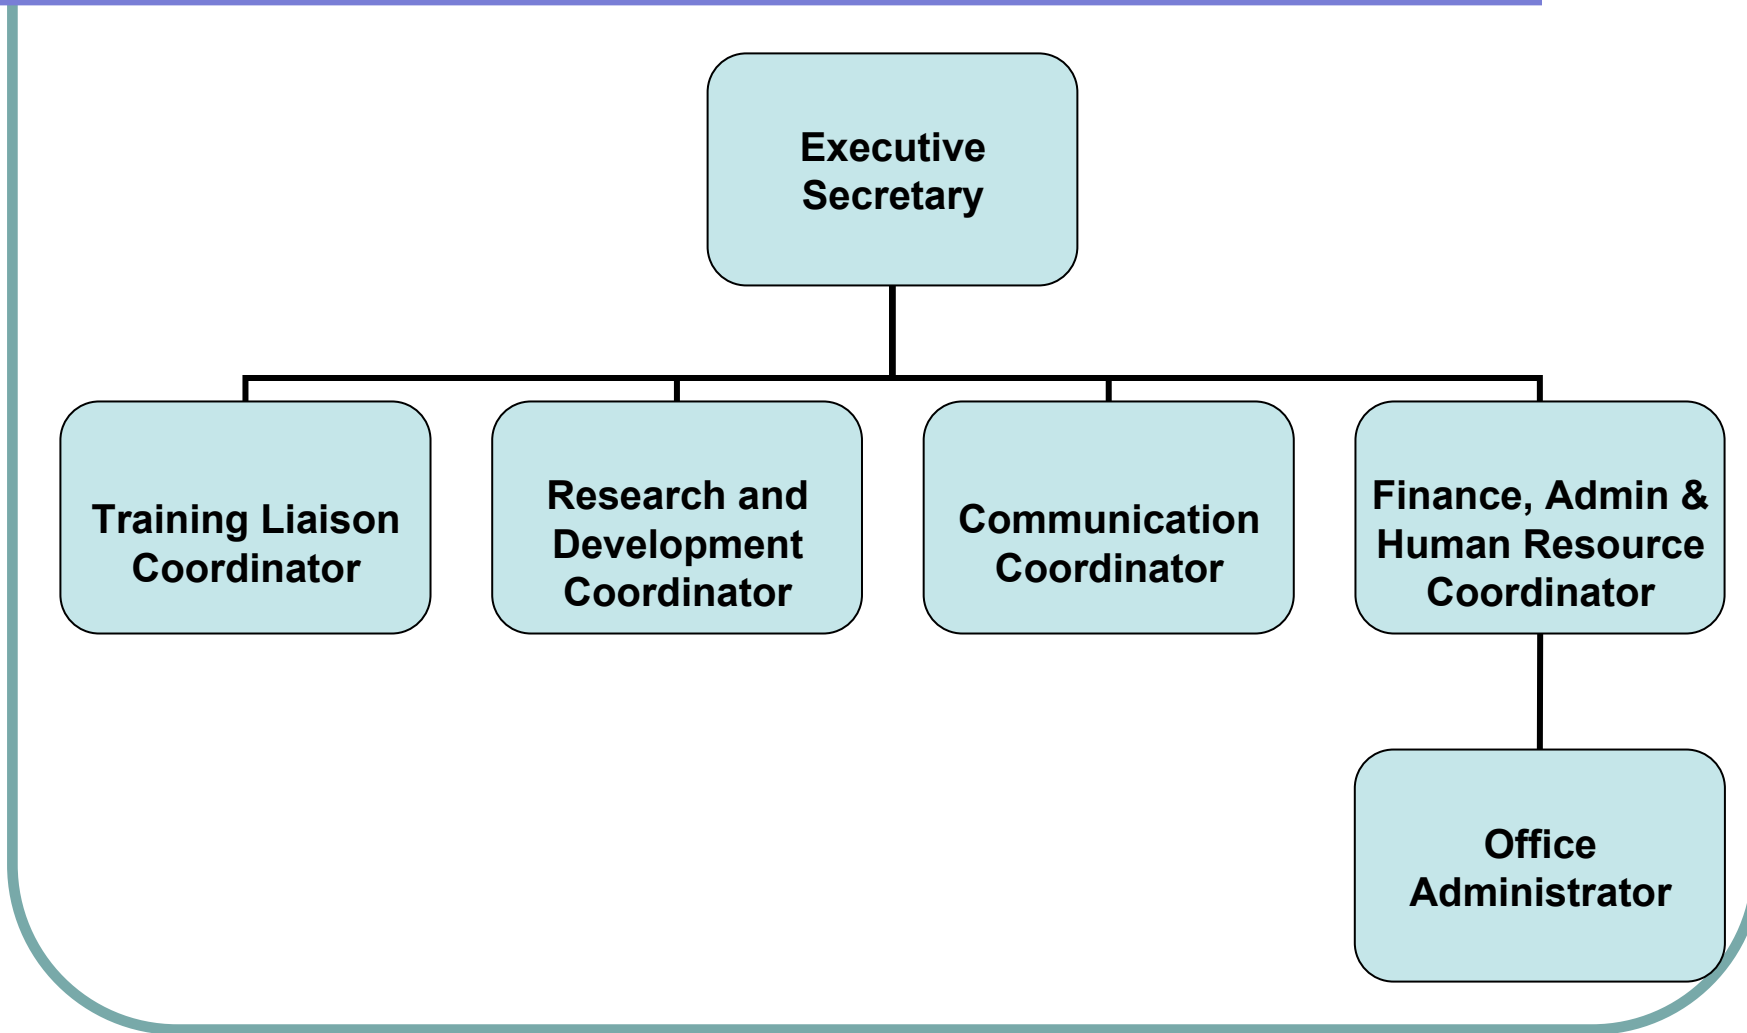 Executive
Secretary
Training Liaison
Coordinator
Research and
Development
Coordinator
Communication
Coordinator
Finance, Admin &
Human Resource
Coordinator
Office
Administrator